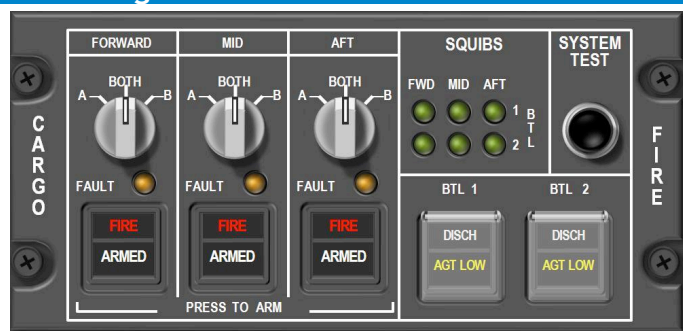 FORWARD
MID
AFT
SQUIBS
SYSTEM
TEST
BOTH
A
B
BOTH
A
B
BOTH
A
B
FWD MID AFT
1
2
BTL
CARGO
FIRE
FAULT
FAULT
FAULT
FIRE
ARMED
FIRE
ARMED
FIRE
ARMED
PRESS TO ARM
BTL 1
BTL 2
DISCH
AGT LOW
DISCH
AGT LOW